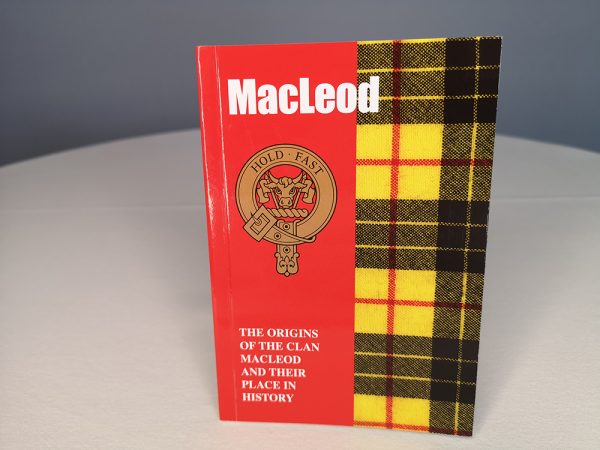 MacLeod
HOLD · FAST
THE ORIGINS
OF THE CLAN
MACLEOD
AND THEIR
PLACE IN
HISTORY